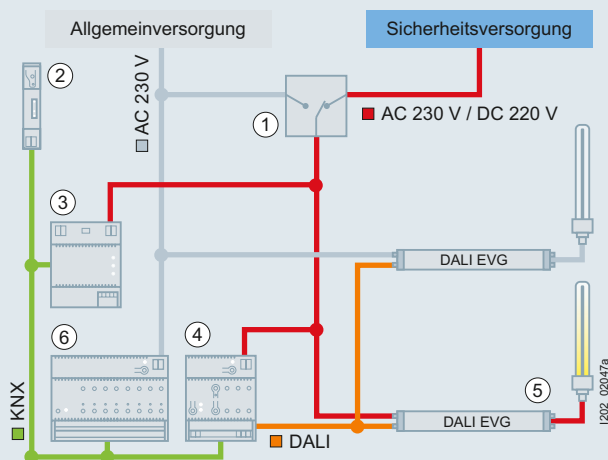 Allgemeinversorgung
Sicherheitsversorgung
2
AC 230 V
1
AC 230 V / DC 220 V
3
DALI EVG
6
4
5
KNX
DALI
DALI EVG
I202_02047a